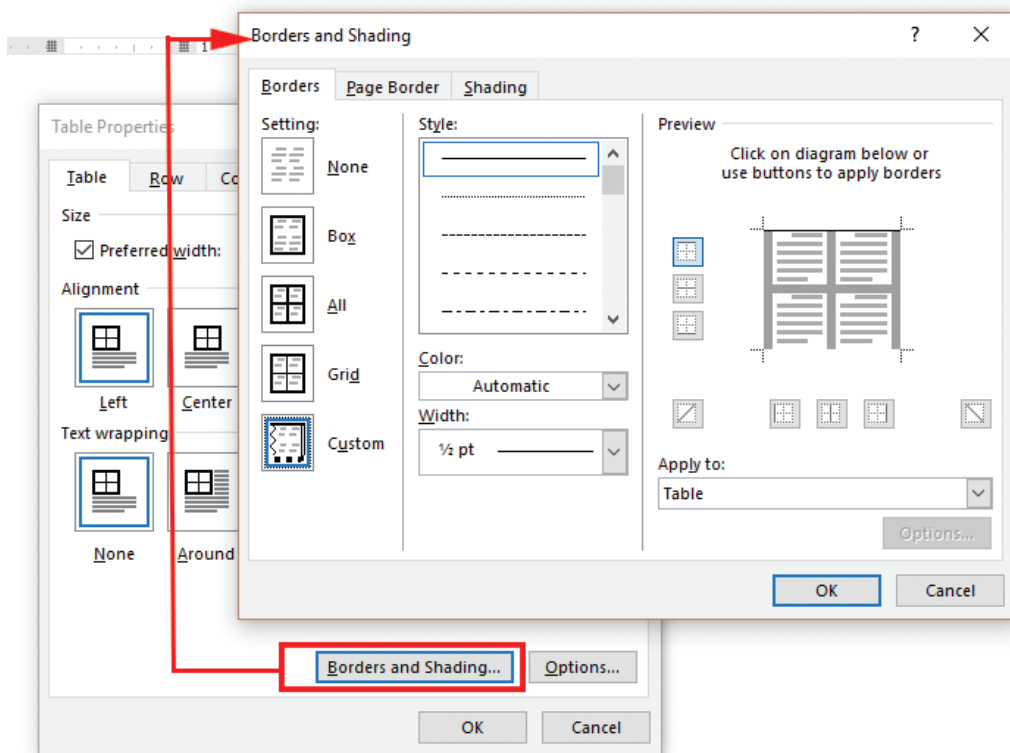 1
Borders and Shading
?
Borders
Page Border
Shading
Setting:
None
Box
All
Grid
Custom
Style:
Color:
Automatic
Width:
½ pt
Preview
Click on diagram below or
use buttons to apply borders
Apply to:
Table
Options...
OK
Cancel
Table Properties
Table
Row
Co
Size
Preferred width:
Alignment
Left
Center
Text wrapping
None
Around
Borders and Shading...
Options...
OK
Cancel